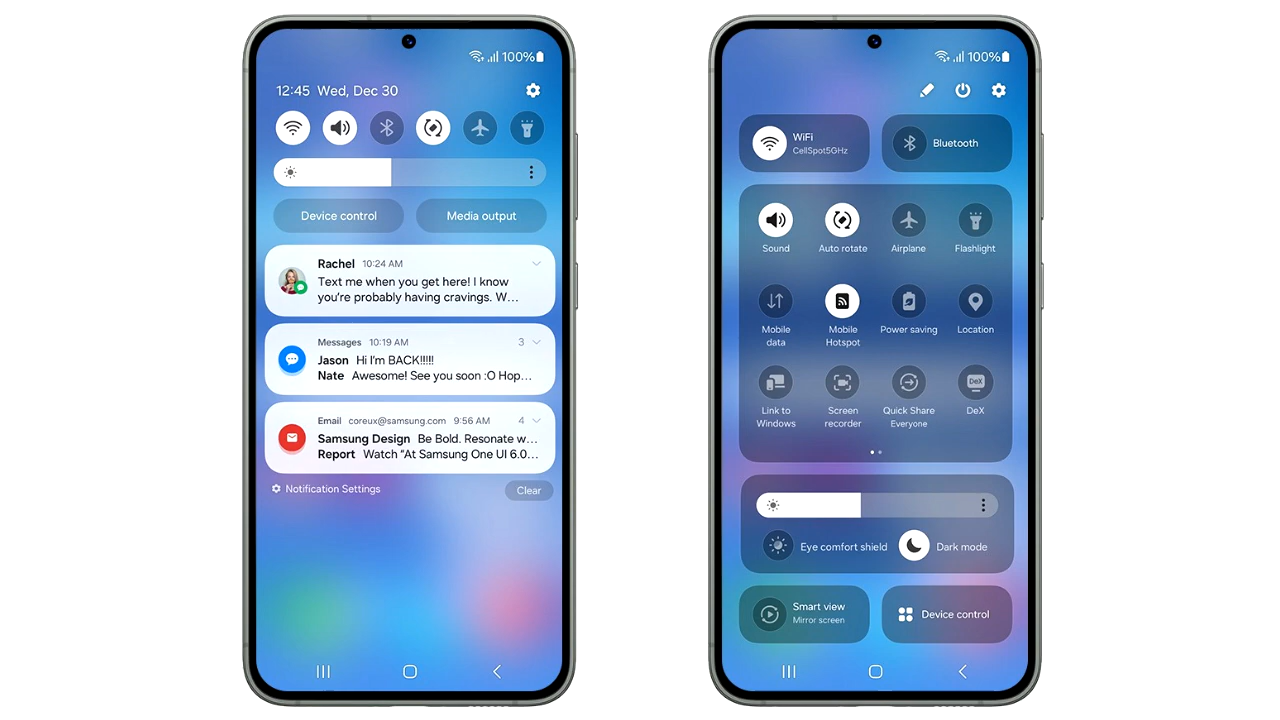 100%
12:45 Wed, Dec 30
Device control
Media output
Rachel 10:24 AM
Text me when you get here! I know
you're probably having cravings. W...
Messages 10:19 AM 3
Jason Hi I'm BACK!!!!!
Nate Awesome! See you soon :O Hop...
Email coreux@samsung.com 9:56 AM 4
Samsung Design Be Bold. Resonate w...
Report Watch “At Samsung One UI 6.0...
Notification Settings
Clear
100%
WiFi
CellSpot5GHz
Bluetooth
Sound
Auto rotate
Airplane
Flashlight
Mobile
data
Mobile
Hotspot
Power saving
Location
Link to
Windows
Screen
recorder
Quick Share
Everyone
DeX
DeX
Eye comfort shield
Dark mode
Smart view
Mirror screen
Device control